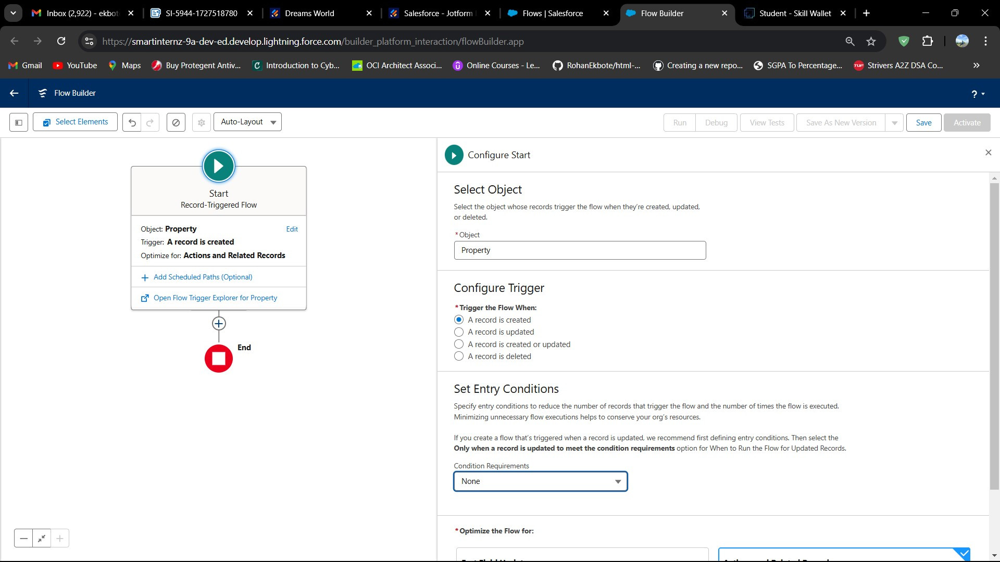 Inbox (2,922) - ekbot
SI-5944-1727518780
Dreams World
Salesforce - Jotform
Flows | Salesforce
Flow Builder
Student - Skill Wallet
https://smartinternz-9a-dev-ed.develop.lightning.force.com/builder_platform_interaction/flowBuilder.app
Gmail
YouTube
Maps
Buy Protegent Antiv...
Introduction to Cyb...
OCI Architect Associ...
Online Courses - Le...
RohanEkbote/html-...
Creating a new repo...
SGPA To Percentage...
TUF
Strivers A2Z DSA Co...
Flow Builder
?
Select Elements
Auto-Layout
Run
Debug
View Tests
Save As New Version
Save
Activate
Start
Record-Triggered Flow
Object: Property
Edit
Trigger: A record is created
Optimize for: Actions and Related Records
Add Scheduled Paths (Optional)
Open Flow Trigger Explorer for Property
End
Configure Start
Select Object
Select the object whose records trigger the flow when they're created, updated,
or deleted.
* Object
Property
Configure Trigger
* Trigger the Flow When:
A record is created
A record is updated
A record is created or updated
A record is deleted
Set Entry Conditions
Specify entry conditions to reduce the number of records that trigger the flow and the number of times the flow is executed.
Minimizing unnecessary flow executions helps to conserve your org's resources.
If you create a flow that's triggered when a record is updated, we recommend first defining entry conditions. Then select the
Only when a record is updated to meet the condition requirements option for When to Run the Flow for Updated Records.
Condition Requirements
None
* Optimize the Flow for: